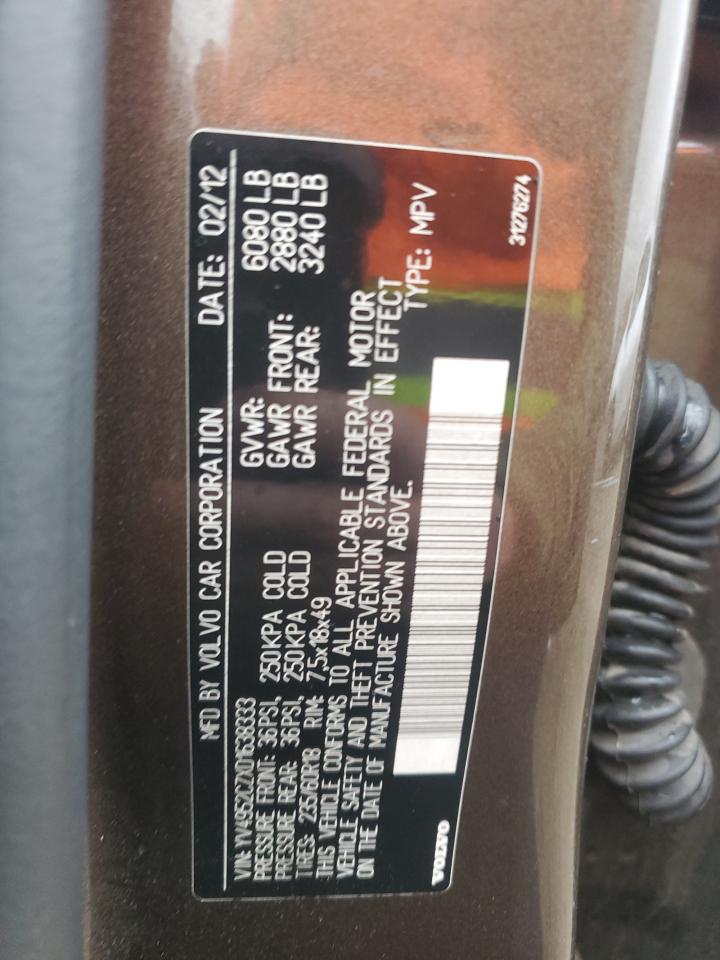 MFD BY VOLVO CAR CORPORATION DATE: 02/12
VIN: YV4952CZ7C1638333
PRESSURE FRONT: 36PSI, 250KPA COLD GVWR: 6080 LB
PRESSURE REAR: 36PSI, 250KPA COLD GAWR FRONT: 2880 LB
TIRES: 235/60R18 RIM: 7,5x18x49 GAWR REAR: 3240 LB
THIS VEHICLE CONFORMS TO ALL APPLICABLE FEDERAL MOTOR
VEHICLE SAFETY AND THEFT PREVENTION STANDARDS IN EFFECT
ON THE DATE OF MANUFACTURE SHOWN ABOVE. TYPE: MPV
VOLVO 31276274